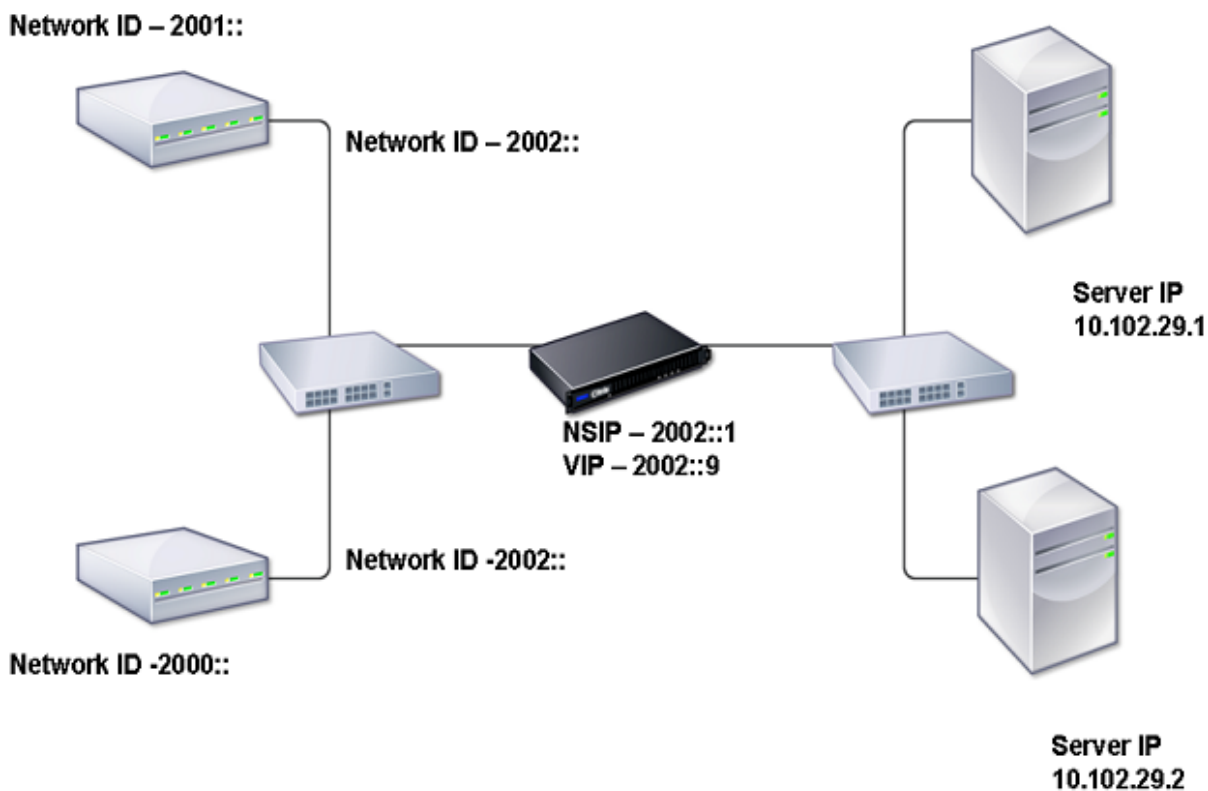 Network ID – 2001::
Network ID – 2002::
Server IP
10.102.29.1
NSIP – 2002::1
VIP – 2002::9
Network ID -2002::
Network ID -2000::
Server IP
10.102.29.2